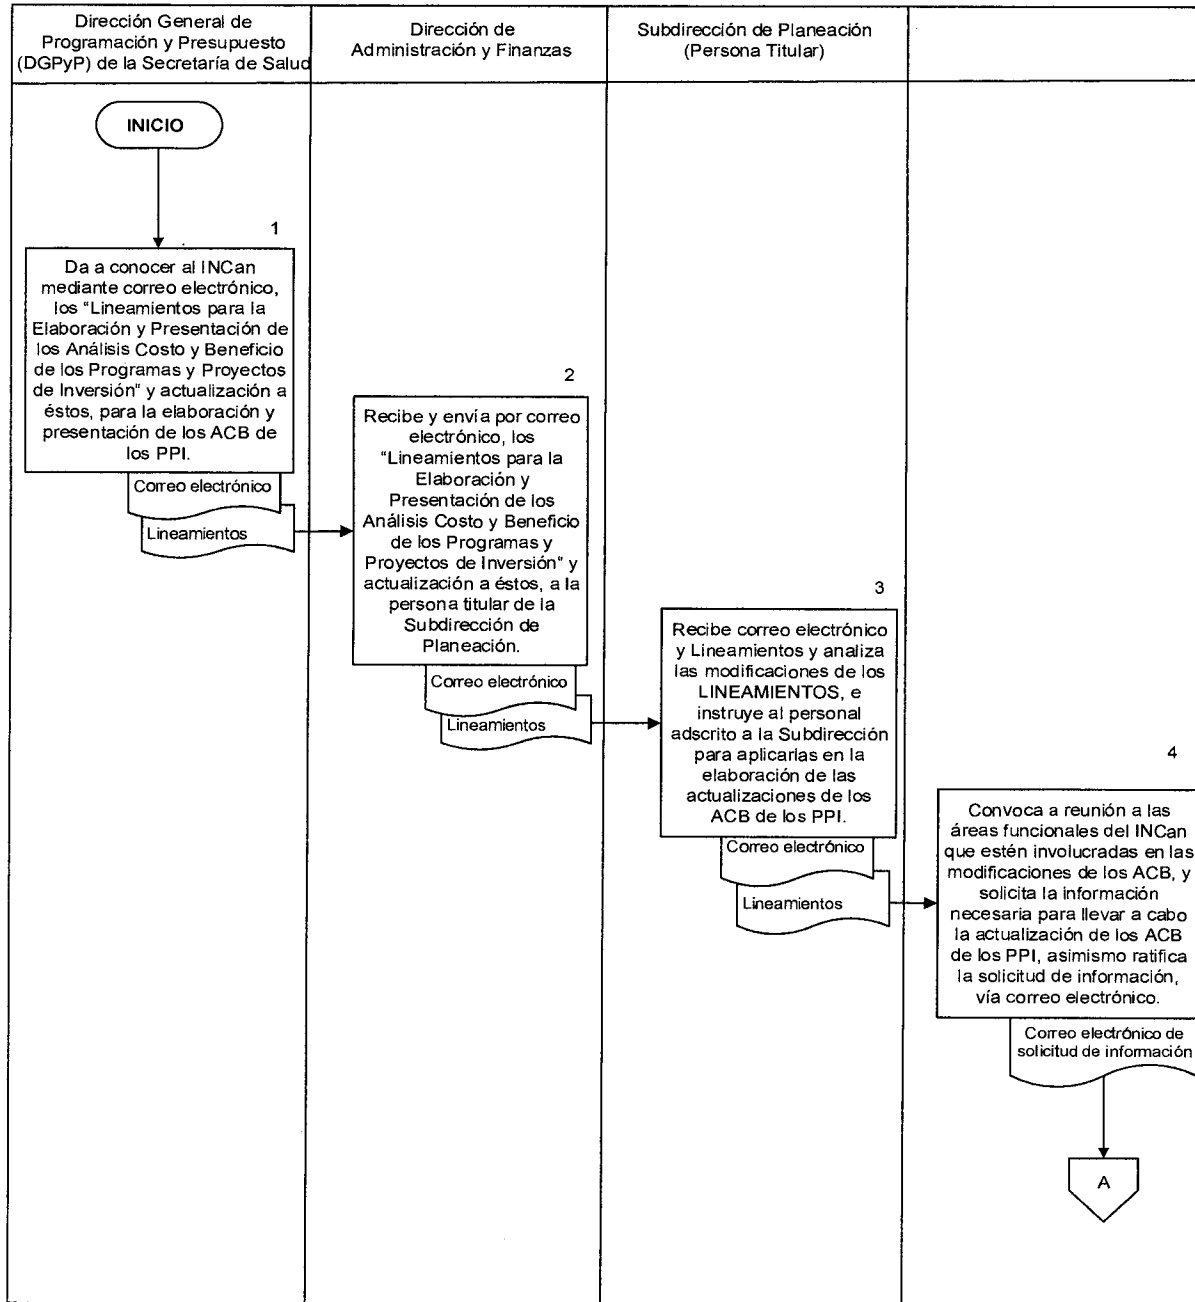 Dirección General de
Programación y Presupuesto
(DGPyP) de la Secretaría de Salud
Dirección de
Administración y Finanzas
Subdirección de Planeación
(Persona Titular)
INICIO
1
Da a conocer al INCan
mediante correo electrónico,
los "Lineamientos para la
Elaboración y Presentación de
los Análisis Costo y Beneficio
de los Programas y Proyectos
de Inversión" y actualización a
éstos, para la elaboración y
presentación de los ACB de
los PPI.
Correo electrónico
Lineamientos
2
Recibe y envía por correo
electrónico, los
"Lineamientos para la
Elaboración y
Presentación de los
Análisis Costo y Beneficio
de los Programas y
Proyectos de Inversión" y
actualización a éstos, a la
persona titular de la
Subdirección de
Planeación.
Correo electrónico
Lineamientos
3
Recibe correo electrónico
y Lineamientos y analiza
las modificaciones de los
LINEAMIENTOS, e
instruye al personal
adscrito a la Subdirección
para aplicarlas en la
elaboración de las
actualizaciones de los
ACB de los PPI.
Correo electrónico
Lineamientos
4
Convoca a reunión a las
áreas funcionales del INCan
que estén involucradas en las
modificaciones de los ACB, y
solicita la información
necesaria para llevar a cabo
la actualización de los ACB
de los PPI, asimismo ratifica
la solicitud de información,
vía correo electrónico.
Correo electrónico de
solicitud de información
A